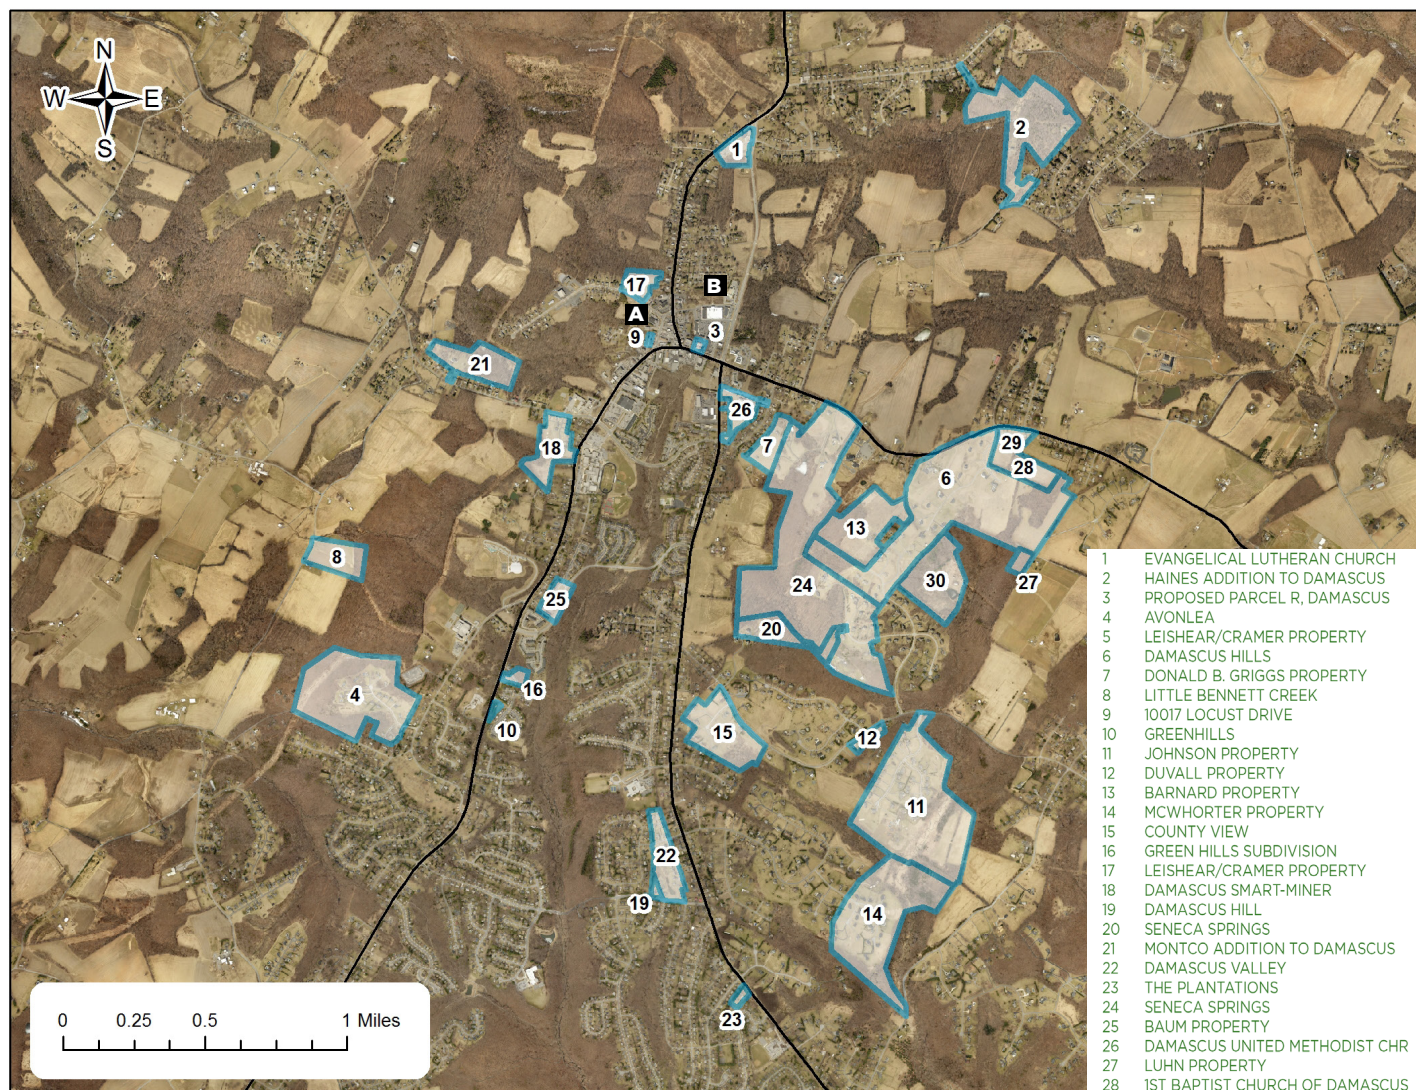 N
W E
S
1
2
17
B
A
9
3
21
26
18
7
29
28
6
13
8
24
30
27
25
20
4
16
10
15
12
11
22
19
14
23
0 0.25 0.5 1 Miles
1 EVANGELICAL LUTHERAN CHURCH
2 HAINES ADDITION TO DAMASCUS
3 PROPOSED PARCEL R, DAMASCUS
4 AVONLEA
5 LEISHEAR/CRAMER PROPERTY
6 DAMASCUS HILLS
7 DONALD B. GRIGGS PROPERTY
8 LITTLE BENNETT CREEK
9 10017 LOCUST DRIVE
10 GREENHILLS
11 JOHNSON PROPERTY
12 DUVALL PROPERTY
13 BARNARD PROPERTY
14 MCWHORTER PROPERTY
15 COUNTY VIEW
16 GREEN HILLS SUBDIVISION
17 LEISHEAR/CRAMER PROPERTY
18 DAMASCUS SMART-MINER
19 DAMASCUS HILL
20 SENECA SPRINGS
21 MONTCO ADDITION TO DAMASCUS
22 DAMASCUS VALLEY
23 THE PLANTATIONS
24 SENECA SPRINGS
25 BAUM PROPERTY
26 DAMASCUS UNITED METHODIST CHR
27 LUHN PROPERTY
28 1ST BAPTIST CHURCH OF DAMASCUS